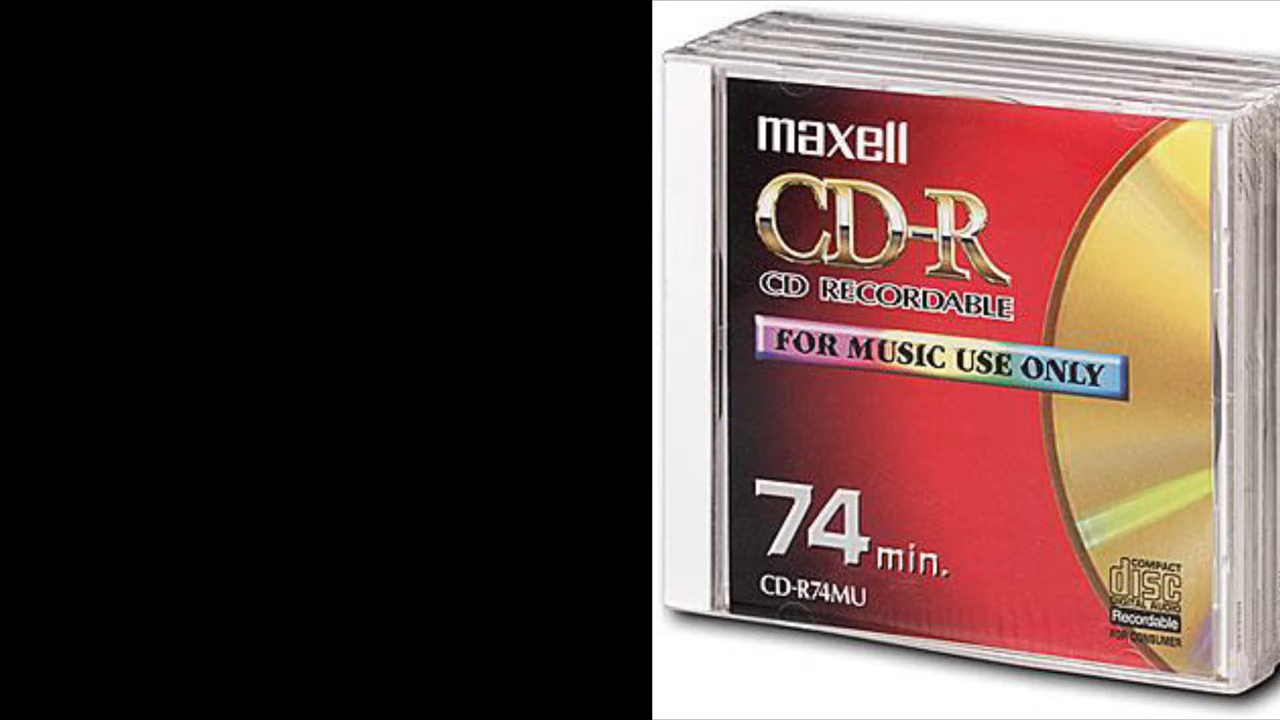 maxell
CD-R
CD RECORDABLE
FOR MUSIC USE ONLY
74 min.
CD-R74MU
COMPACT
disc
DIGITAL AUDIO
Recordable
FOR CONSUMER